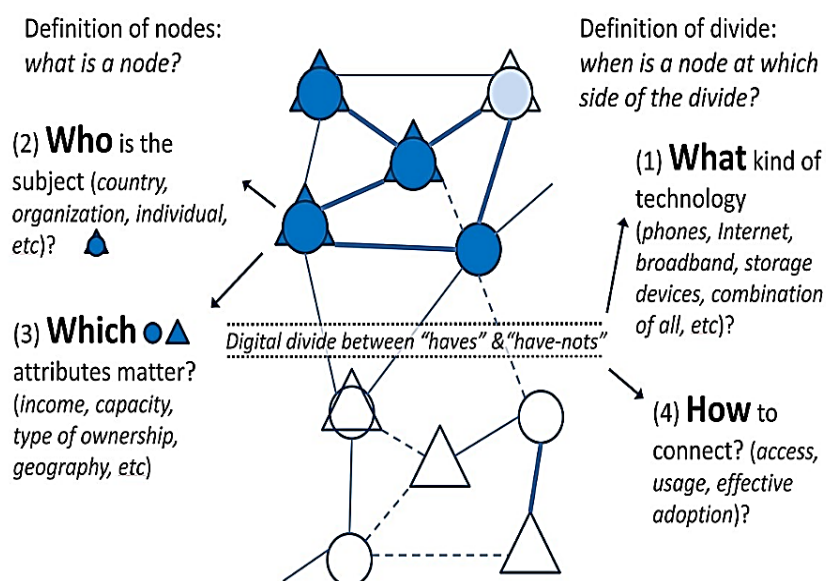 Definition of nodes:
what is a node?
Definition of divide:
when is a node at which
side of the divide?
(2) Who is the
subject (country,
organization, individual,
etc)?
(1) What kind of
technology
(phones, Internet,
broadband, storage
devices, combination
of all, etc)?
Digital divide between “haves” &“have-nots”
(3) Which
attributes matter?
(income, capacity,
type of ownership,
geography, etc)
(4) How to
connect? (access,
usage, effective
adoption)?